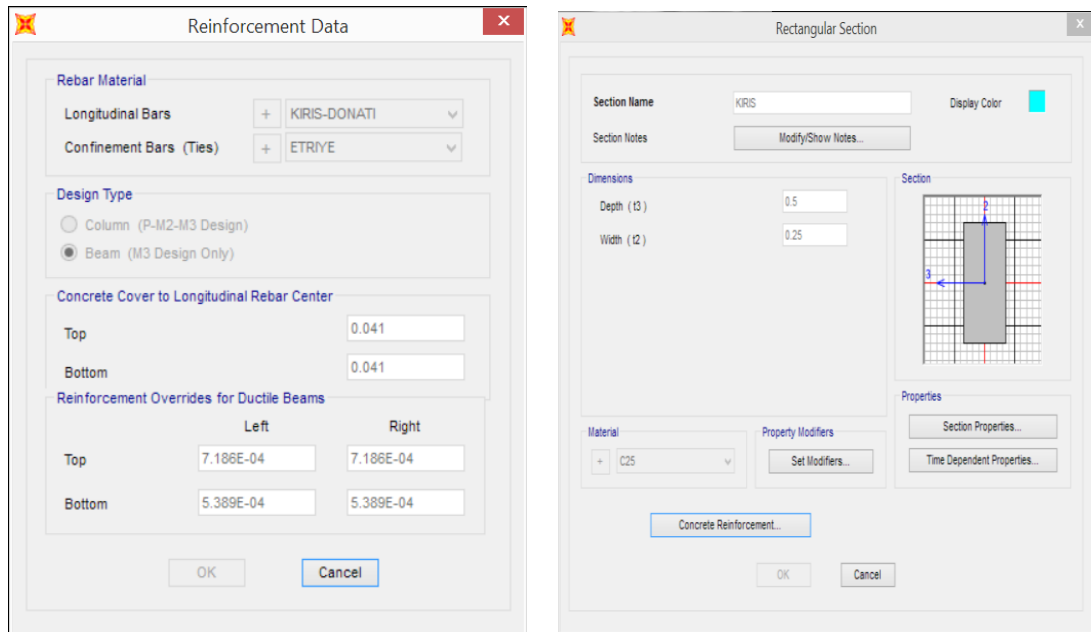 Reinforcement Data
x
Rebar Material
Longitudinal Bars + KIRIS-DONATI
Confinement Bars (Ties) + ETRIYE
Design Type
Column (P-M2-M3 Design)
Beam (M3 Design Only)
Concrete Cover to Longitudinal Rebar Center
Top 0.041
Bottom 0.041
Reinforcement Overrides for Ductile Beams
Left Right
Top 7.186E-04 7.186E-04
Bottom 5.389E-04 5.389E-04
OK Cancel
Rectangular Section
x
Section Name KIRIS Display Color
Section Notes Modify/Show Notes...
Dimensions
Depth ( t3 ) 0.5
Width ( t2 ) 0.25
Section
2
3
Properties
Section Properties...
Time Dependent Properties...
Material
+ C25
Property Modifiers
Set Modifiers...
Concrete Reinforcement...
OK Cancel